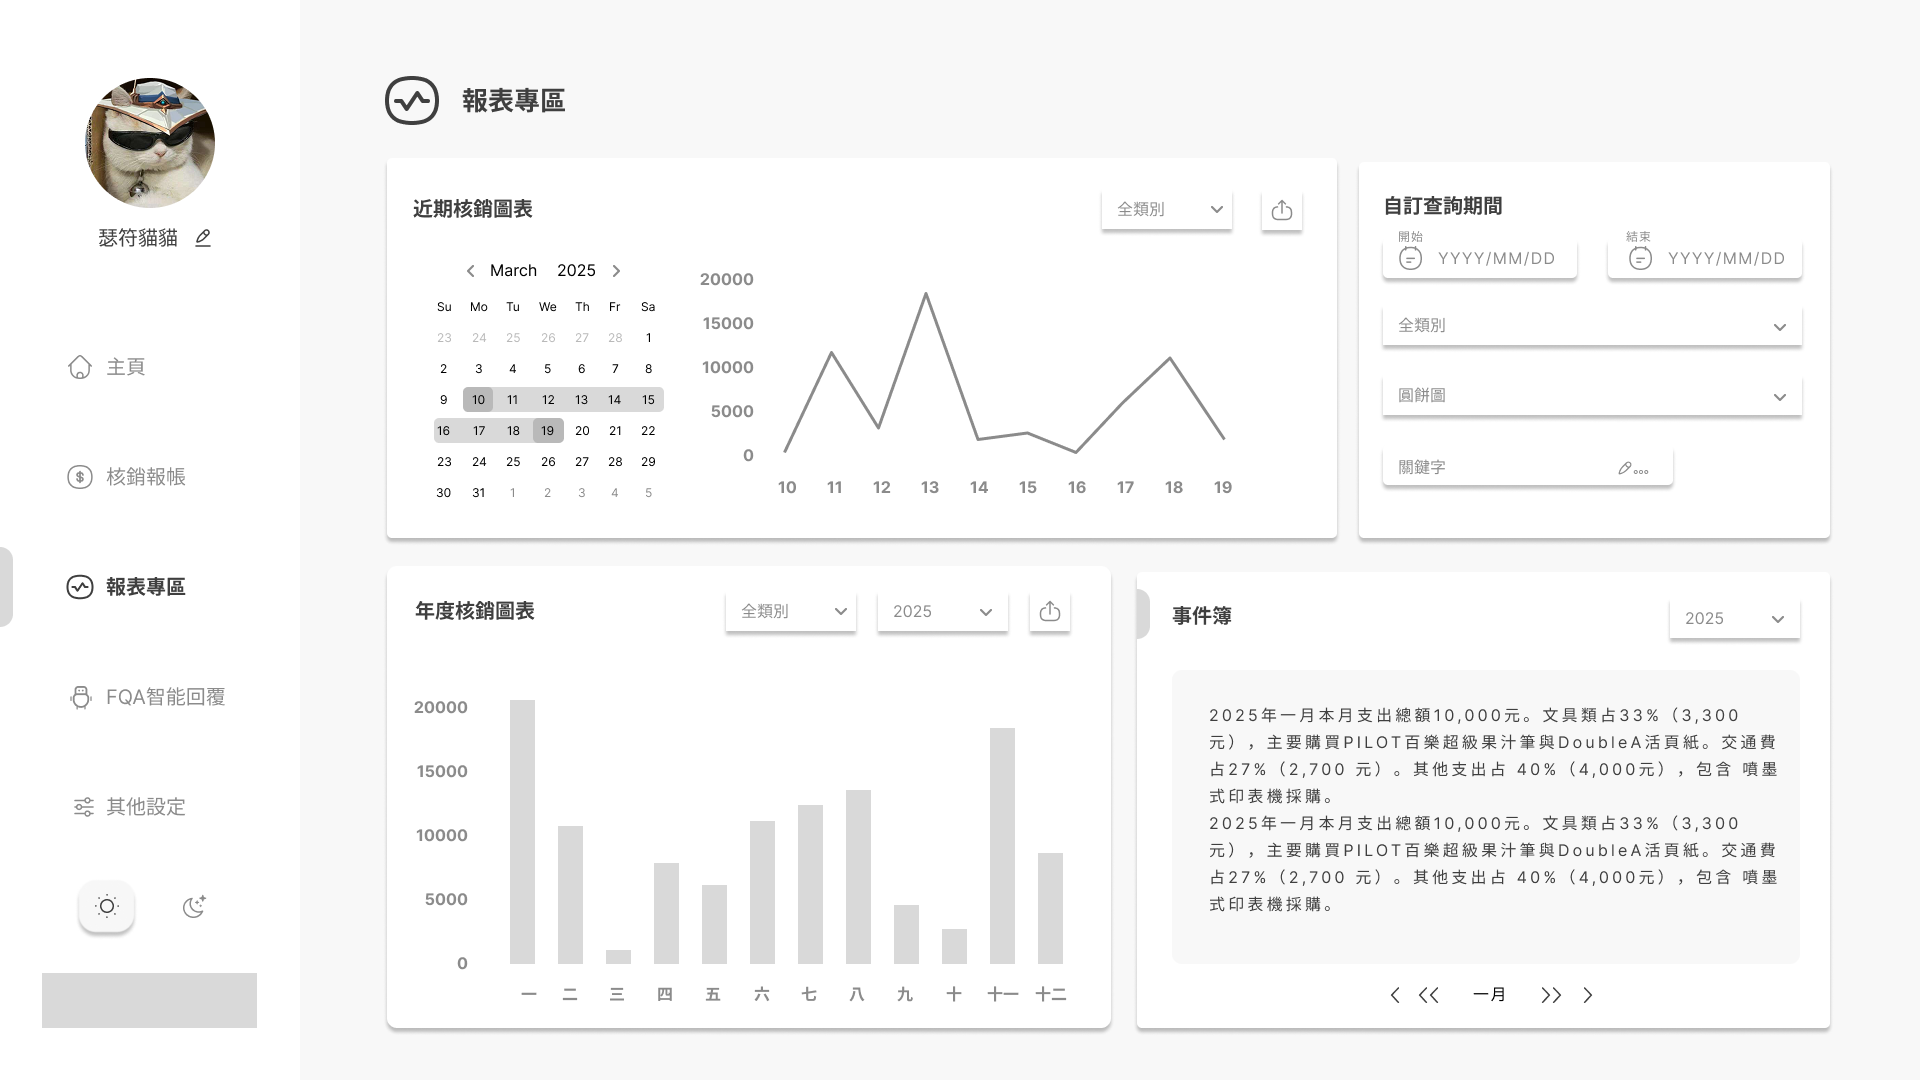 瑟符貓貓
主頁
核銷報帳
報表專區
FQA智能回覆
其他設定
報表專區
近期核銷圖表
全類別
March 2025
Su Mo Tu We Th Fr Sa
23 24 25 26 27 28 1
2 3 4 5 6 7 8
9 10 11 12 13 14 15
16 17 18 19 20 21 22
23 24 25 26 27 28 29
30 31 1 2 3 4 5
20000
15000
10000
5000
0
10 11 12 13 14 15 16 17 18 19
自訂查詢期間
開始 結束
YYYY/MM/DD YYYY/MM/DD
全類別
圓餅圖
關鍵字
年度核銷圖表
全類別 2025
20000
15000
10000
5000
0
一 二 三 四 五 六 七 八 九 十 十一 十二
事件簿
2025
2025年一月本月支出總額10,000元。文具類占33%（3,300
元），主要購買PILOT百樂超級果汁筆與DoubleA活頁紙。交通費
占27%（2,700 元）。其他支出占 40%（4,000元），包含 噴墨
式印表機採購。
2025年一月本月支出總額10,000元。文具類占33%（3,300
元），主要購買PILOT百樂超級果汁筆與DoubleA活頁紙。交通費
占27%（2,700 元）。其他支出占 40%（4,000元），包含 噴墨
式印表機採購。
一月